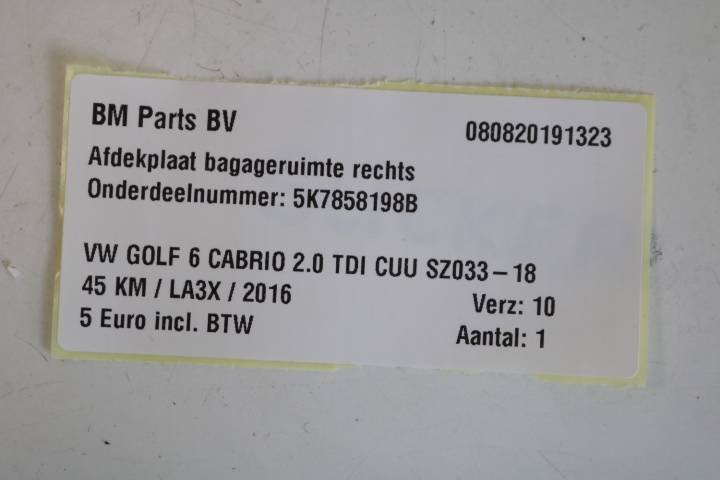 BM Parts BV 080820191323
Afdekplaat bagageruimte rechts
Onderdeelnummer: 5K7858198B
VW GOLF 6 CABRIO 2.0 TDI CUU SZ033-18
45 KM / LA3X / 2016 Verz: 10
5 Euro incl. BTW Aantal: 1